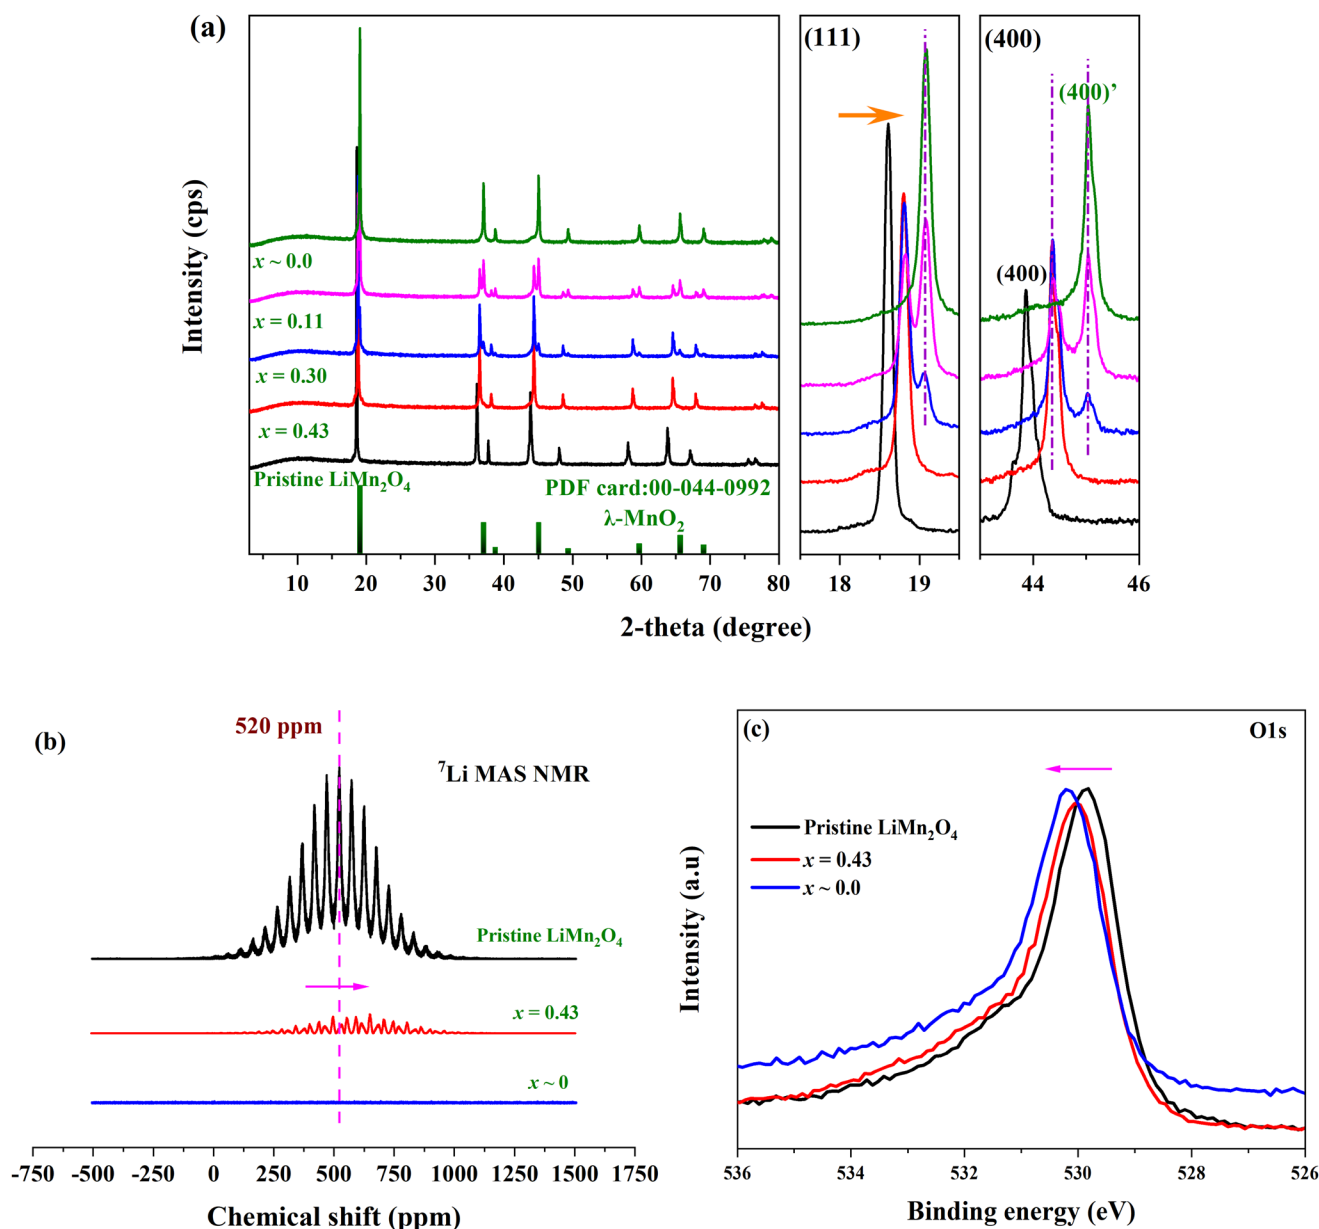 (a)
(111)
(400)
(400)’
(400)
Intensity (cps)
x ~ 0.0
x = 0.11
x = 0.30
x = 0.43
Pristine LiMn₂O₄
PDF card:00-044-0992
λ-MnO₂
10 20 30 40 50 60 70 80
18 19
44 46
2-theta (degree)
(b)
520 ppm
⁷Li MAS NMR
Pristine LiMn₂O₄
x = 0.43
x ~ 0
-750 -500 -250 0 250 500 750 1000 1250 1500 1750
Chemical shift (ppm)
(c)
O1s
Pristine LiMn₂O₄
x = 0.43
x ~ 0.0
Intensity (a.u)
536 534 532 530 528 526
Binding energy (eV)